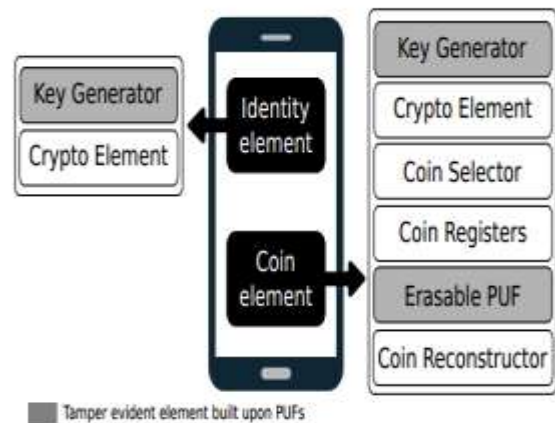 Key Generator
Crypto Element
Identity
element
Coin
element
Key Generator
Crypto Element
Coin Selector
Coin Registers
Erasable PUF
Coin Reconstructor
Tamper evident element built upon PUFs